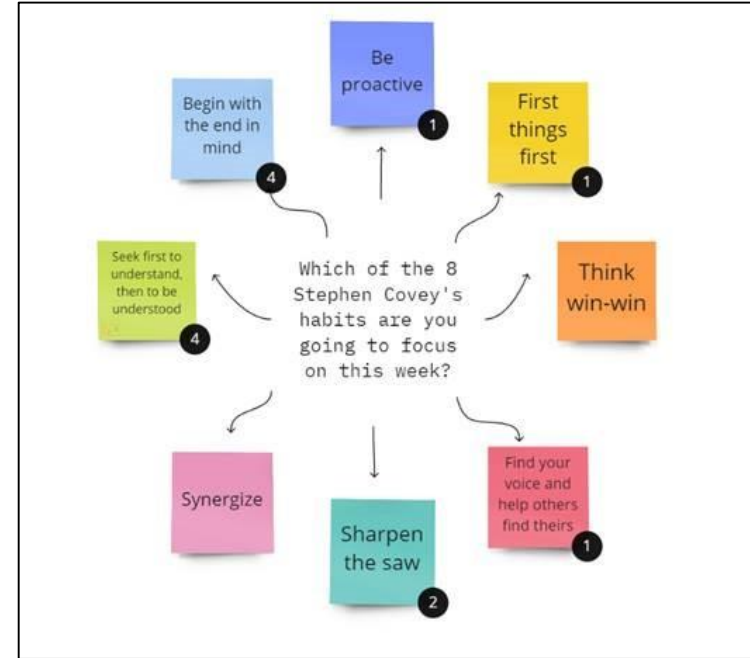 Be
proactive
1
First
things
first
1
Think
win-win
Find your
voice and
help others
find theirs
1
Sharpen
the saw
2
Synergize
Seek first to
understand,
then to be
understood
4
Begin with
the end in
mind
4
Which of the 8
Stephen Covey's
habits are you
going to focus
on this week?